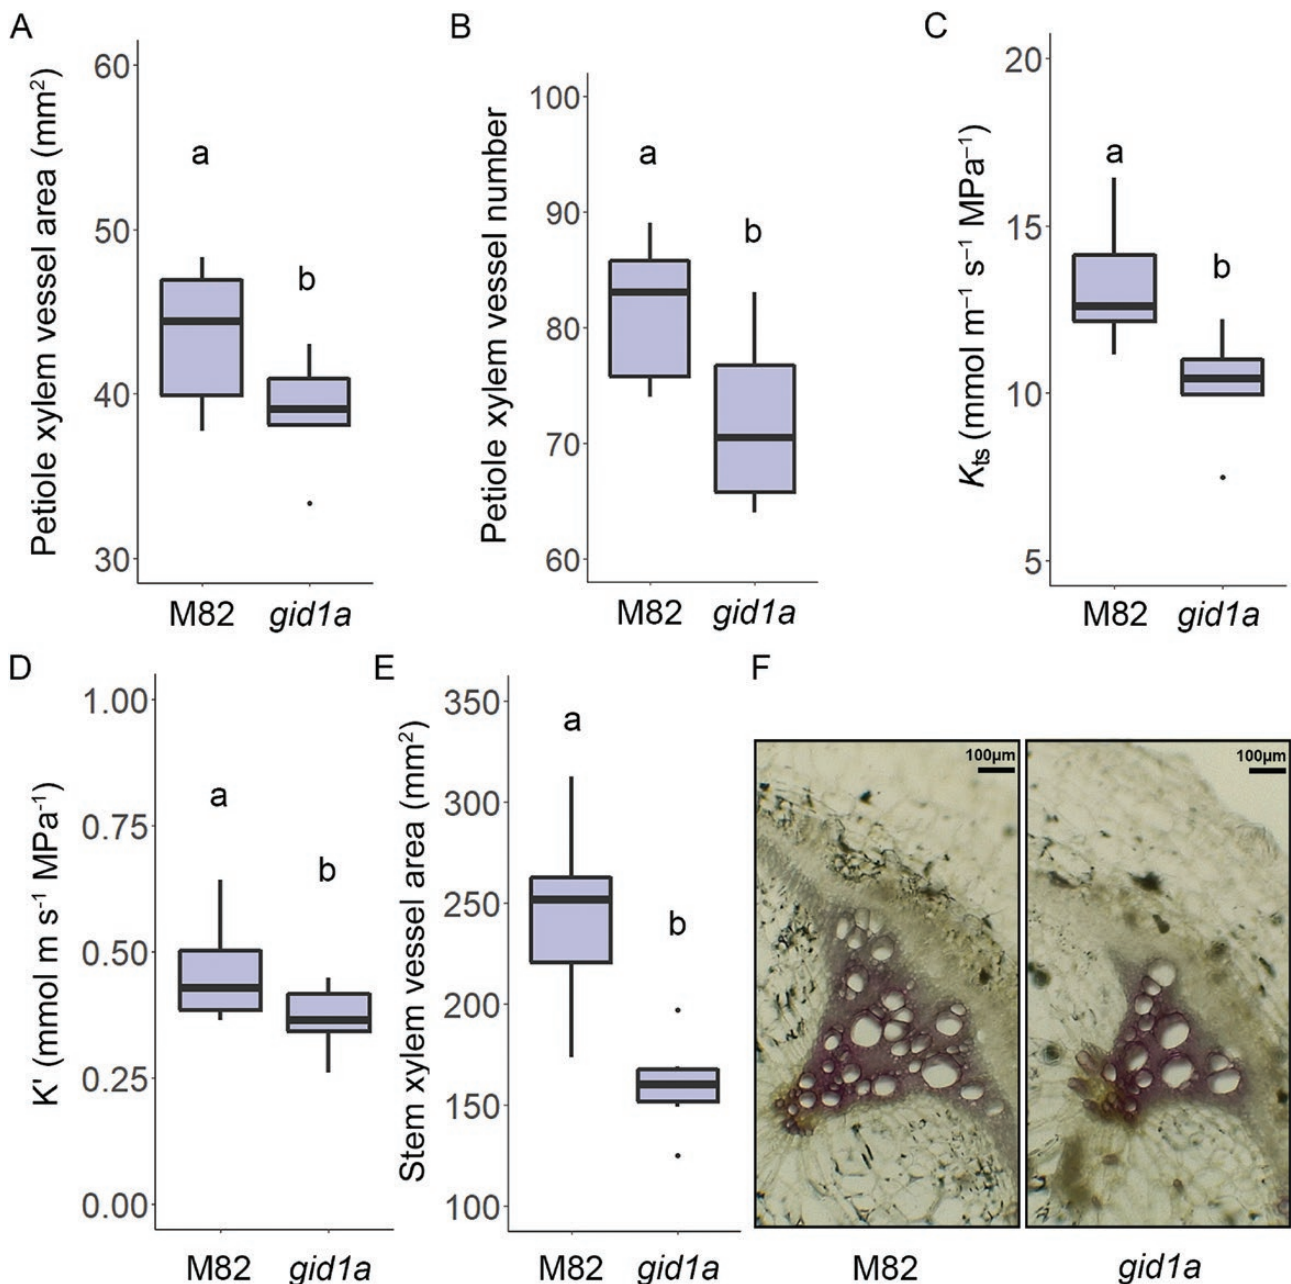 A
Petiole xylem vessel area (mm²)
60
50
40
30
a
b
M82
gid1a
B
Petiole xylem vessel number
100
90
80
70
60
a
b
M82
gid1a
C
Kts (mmol m⁻¹ s⁻¹ MPa⁻¹)
20
15
10
5
a
b
M82
gid1a
D
K' (mmol m s⁻¹ MPa⁻¹)
1.00
0.75
0.50
0.25
0.00
a
b
M82
gid1a
E
Stem xylem vessel area (mm²)
350
300
250
200
150
100
a
b
M82
gid1a
F
100µm
100µm
M82
gid1a